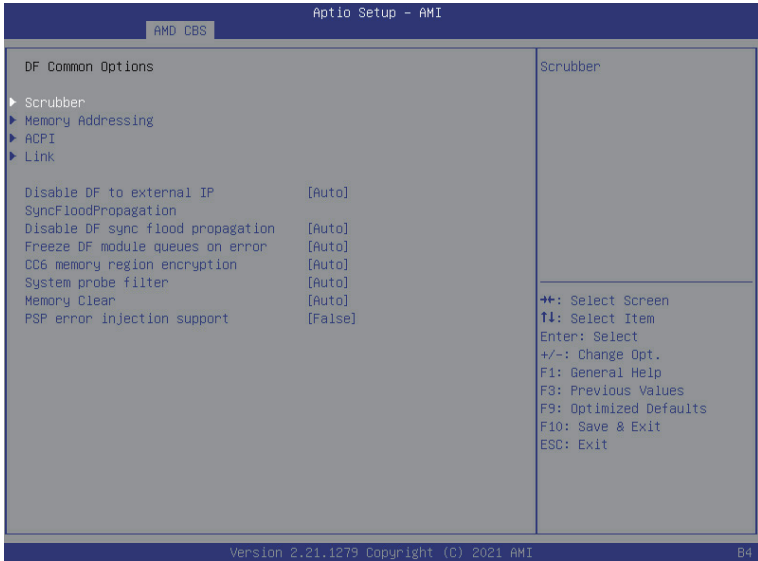 Aptio Setup – AMI
AMD CBS
DF Common Options
Scrubber
Memory Addressing
ACPI
Link
Disable DF to external IP [Auto]
SyncFloodPropagation
Disable DF sync flood propagation [Auto]
Freeze DF module queues on error [Auto]
CC6 memory region encryption [Auto]
System probe filter [Auto]
Memory Clear [Auto]
PSP error injection support [False]
Scrubber
→←: Select Screen
↑↓: Select Item
Enter: Select
+/-: Change Opt.
F1: General Help
F3: Previous Values
F9: Optimized Defaults
F10: Save & Exit
ESC: Exit
Version 2.21.1279 Copyright (C) 2021 AMI
B4